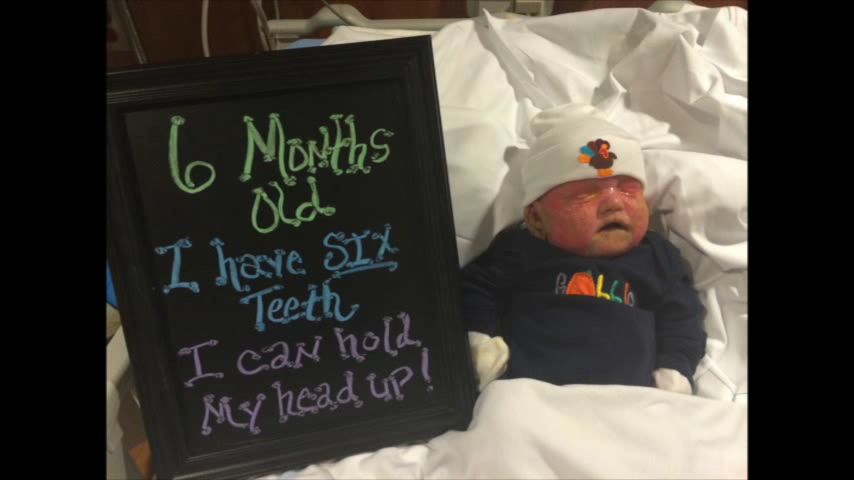 6 Months
Old
I have SIX
Teeth
I can hold
My head up!